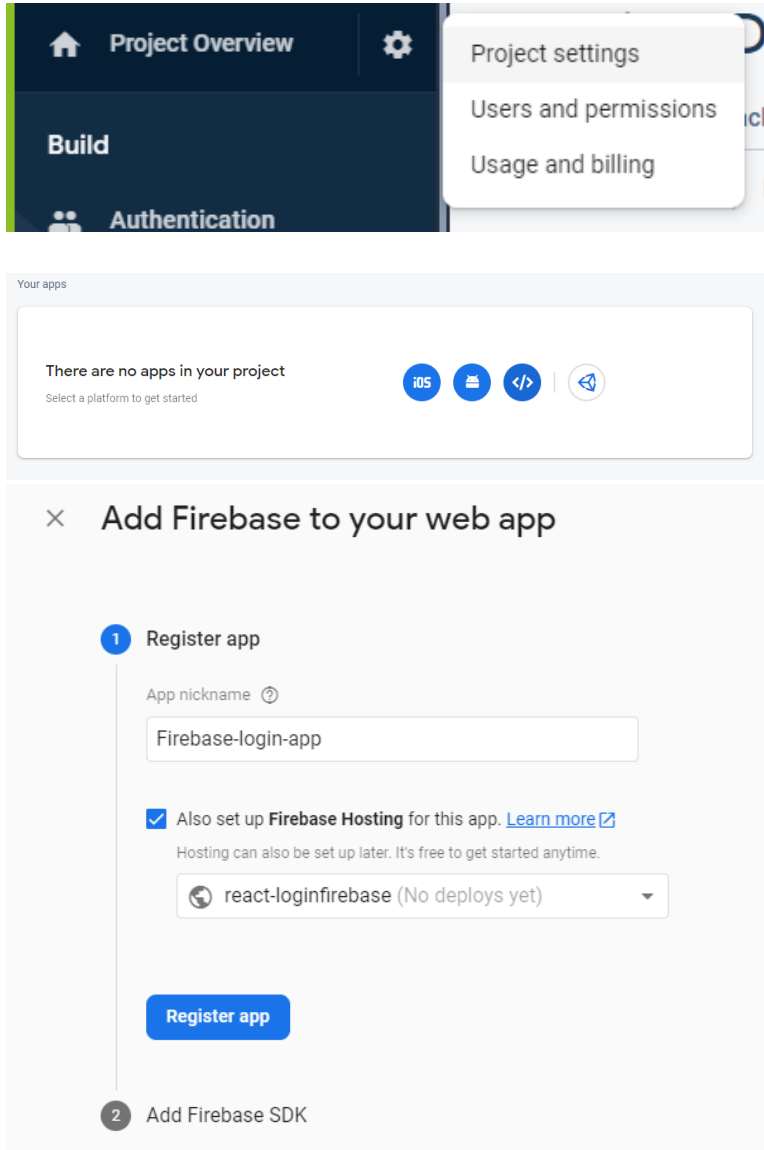 Project Overview
Project settings
Users and permissions
Build
Usage and billing
Authentication
Your apps
There are no apps in your project
Select a platform to get started
iOS
</>
Add Firebase to your web app
1 Register app
App nickname ?
Firebase-login-app
Also set up Firebase Hosting for this app. Learn more
Hosting can also be set up later. It's free to get started anytime.
react-loginfirebase (No deploys yet)
Register app
2 Add Firebase SDK